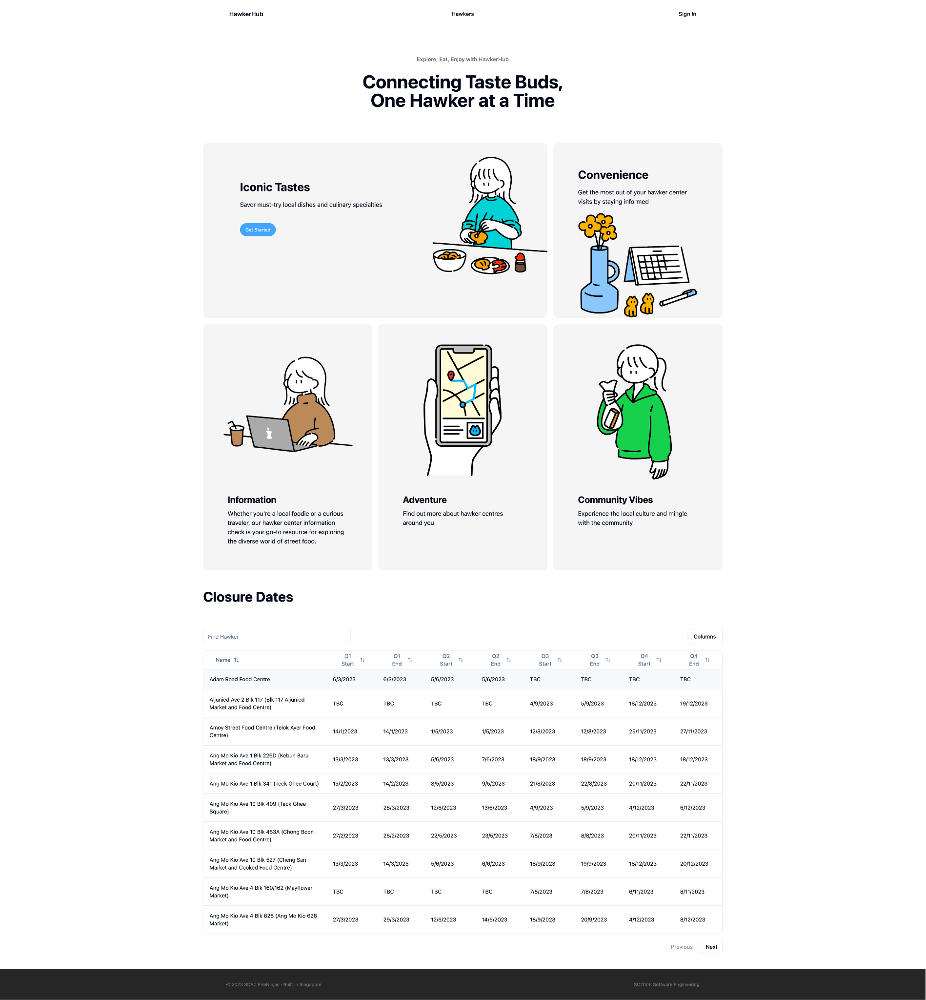 HawkerHub
Hawkers
Sign In
Explore, Eat, Enjoy with HawkerHub
Connecting Taste Buds,
One Hawker at a Time
Iconic Tastes
Savor must-try local dishes and culinary specialties
Get Started
Convenience
Get the most out of your hawker center
visits by staying informed
Information
Whether you're a local foodie or a curious
traveler, our hawker center information
check is your go-to resource for exploring
the diverse world of street food.
Adventure
Find out more about hawker centres
around you
Community Vibes
Experience the local culture and mingle
with the community
Closure Dates
Find Hawker
Columns
Name Q1 Start Q1 End Q2 Start Q2 End Q3 Start Q3 End Q4 Start Q4 End
Adam Road Food Centre 6/3/2023 6/3/2023 5/6/2023 5/6/2023 TBC TBC TBC TBC
Aljunied Ave 2 Blk 117 (Blk 117 Aljunied
Market and Food Centre) TBC TBC TBC TBC 4/9/2023 5/9/2023 18/12/2023 19/12/2023
Amoy Street Food Centre (Telok Ayer Food
Centre) 14/1/2023 14/1/2023 1/5/2023 1/5/2023 12/8/2023 12/8/2023 25/11/2023 27/11/2023
Ang Mo Kio Ave 1 Blk 226D (Kebun Baru
Market and Food Centre) 13/3/2023 13/3/2023 5/6/2023 7/6/2023 18/9/2023 18/9/2023 18/12/2023 18/12/2023
Ang Mo Kio Ave 1 Blk 341 (Teck Ghee Court) 13/2/2023 14/2/2023 8/5/2023 9/5/2023 21/8/2023 22/8/2023 20/11/2023 22/11/2023
Ang Mo Kio Ave 10 Blk 409 (Teck Ghee
Square) 27/3/2023 28/3/2023 12/6/2023 13/6/2023 4/9/2023 5/9/2023 4/12/2023 6/12/2023
Ang Mo Kio Ave 10 Blk 453A (Chong Boon
Market and Food Centre) 27/2/2023 28/2/2023 22/5/2023 23/5/2023 7/8/2023 8/8/2023 20/11/2023 22/11/2023
Ang Mo Kio Ave 10 Blk 527 (Cheng San
Market and Cooked Food Centre) 13/3/2023 14/3/2023 5/6/2023 6/6/2023 18/9/2023 19/9/2023 18/12/2023 20/12/2023
Ang Mo Kio Ave 4 Blk 160/162 (Mayflower
Market) TBC TBC TBC TBC 7/8/2023 7/8/2023 6/11/2023 8/11/2023
Ang Mo Kio Ave 4 Blk 628 (Ang Mo Kio 628
Market) 27/3/2023 29/3/2023 12/6/2023 14/6/2023 18/9/2023 20/9/2023 4/12/2023 8/12/2023
Previous
Next
© 2023 SDAC FireNinjas · Built in Singapore
SC2006 Software Engineering